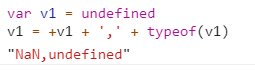 var v1 = undefined
v1 = +v1 + ',' + typeof(v1)
"NaN,undefined"